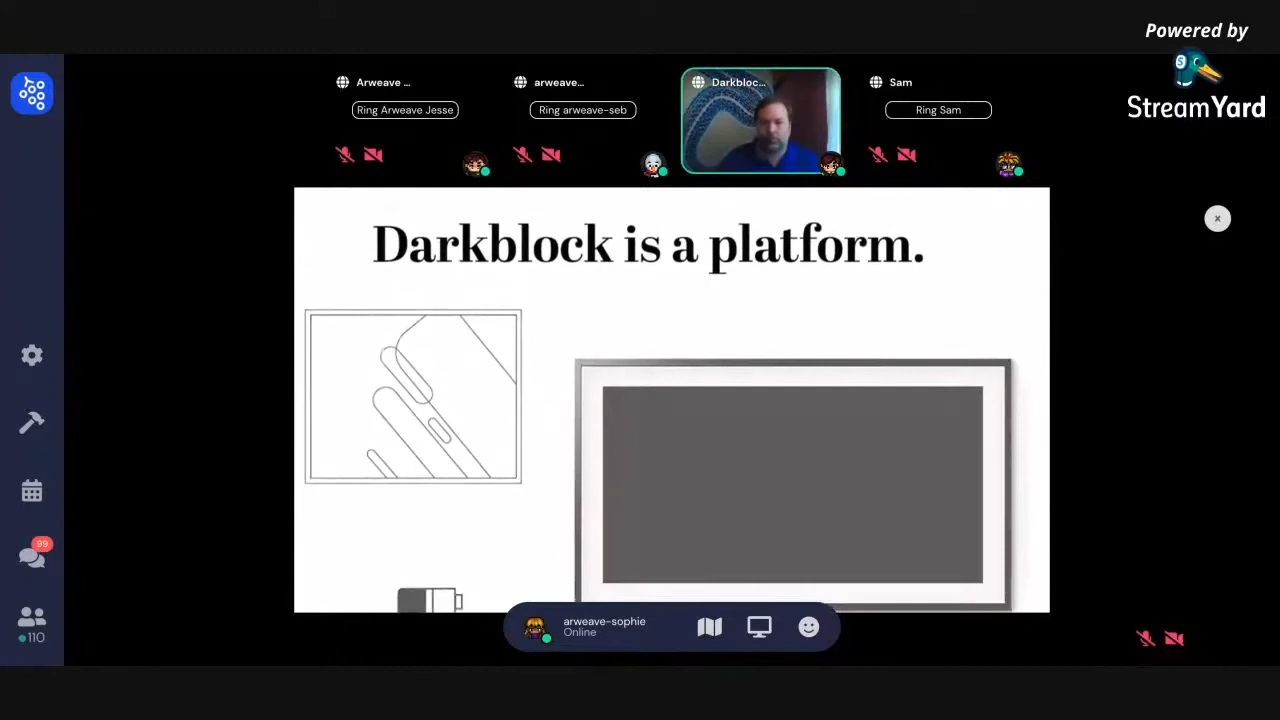 Powered by
StreamYard
Arweave ...
arweave...
Darkbloc...
Sam
Ring Arweave Jesse
Ring arweave-seb
Ring Sam
Darkblock is a platform.
99
110
arweave-sophie
Online